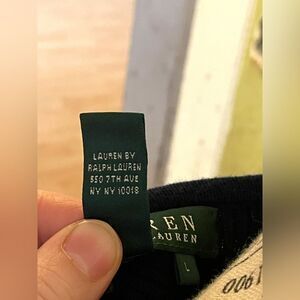 LAUREN BY
RALPH LAUREN
550 7TH AVE
NY NY 10018
REN
LAUREN
L